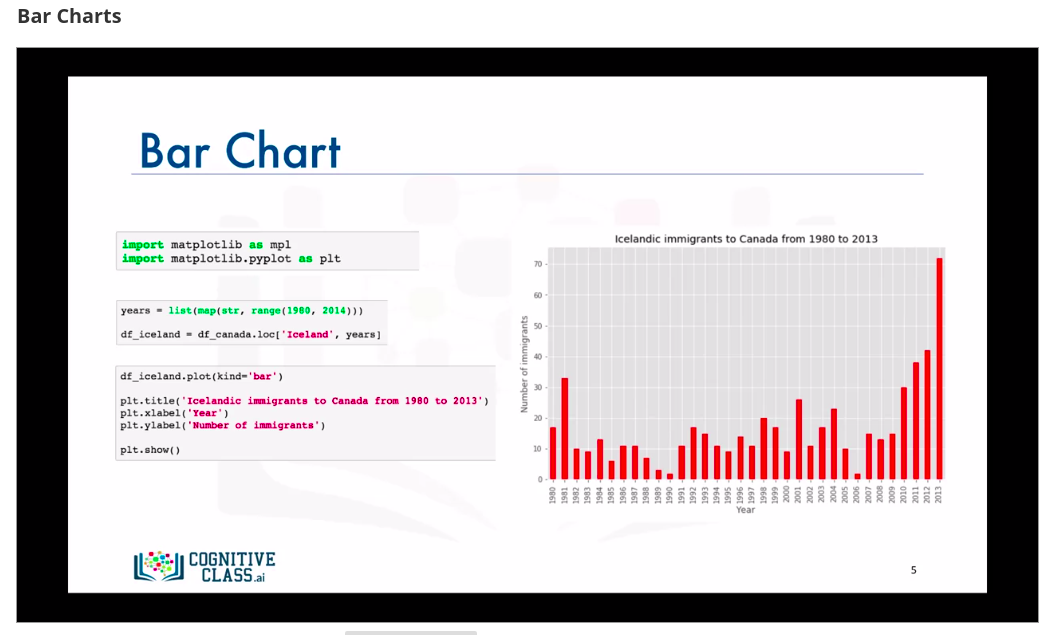 Bar Charts
Bar Chart
import matplotlib as mpl
import matplotlib.pyplot as plt
years = list(map(str, range(1980, 2014)))
df_iceland = df_canada.loc['Iceland', years]
df_iceland.plot(kind='bar')
plt.title('Icelandic immigrants to Canada from 1980 to 2013')
plt.xlabel('Year')
plt.ylabel('Number of immigrants')
plt.show()
Icelandic immigrants to Canada from 1980 to 2013
Number of immigrants
70
60
50
40
30
20
10
0
1980 1981 1982 1983 1984 1985 1986 1987 1988 1989 1990 1991 1992 1993 1994 1995 1996 1997 1998 1999 2000 2001 2002 2003 2004 2005 2006 2007 2008 2009 2010 2011 2012 2013
Year
COGNITIVE
CLASS.ai
5